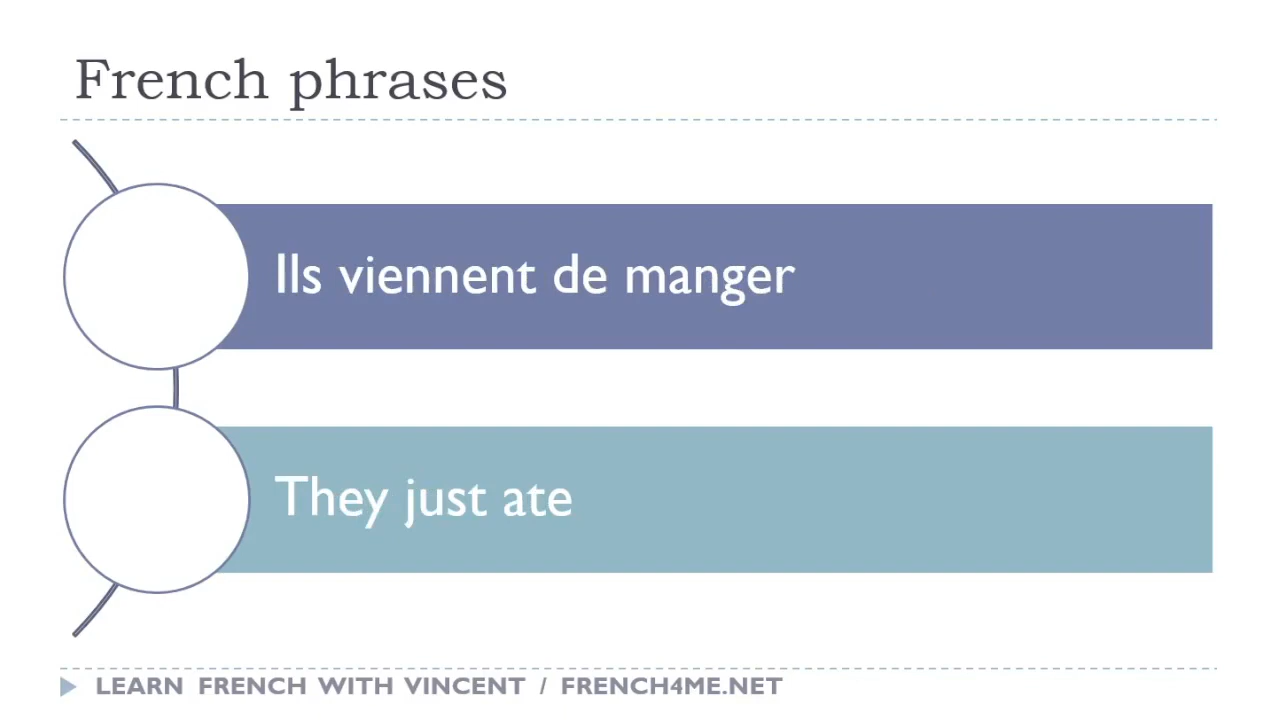 French phrases
Ils viennent de manger
They just ate
LEARN FRENCH WITH VINCENT / FRENCH4ME.NET